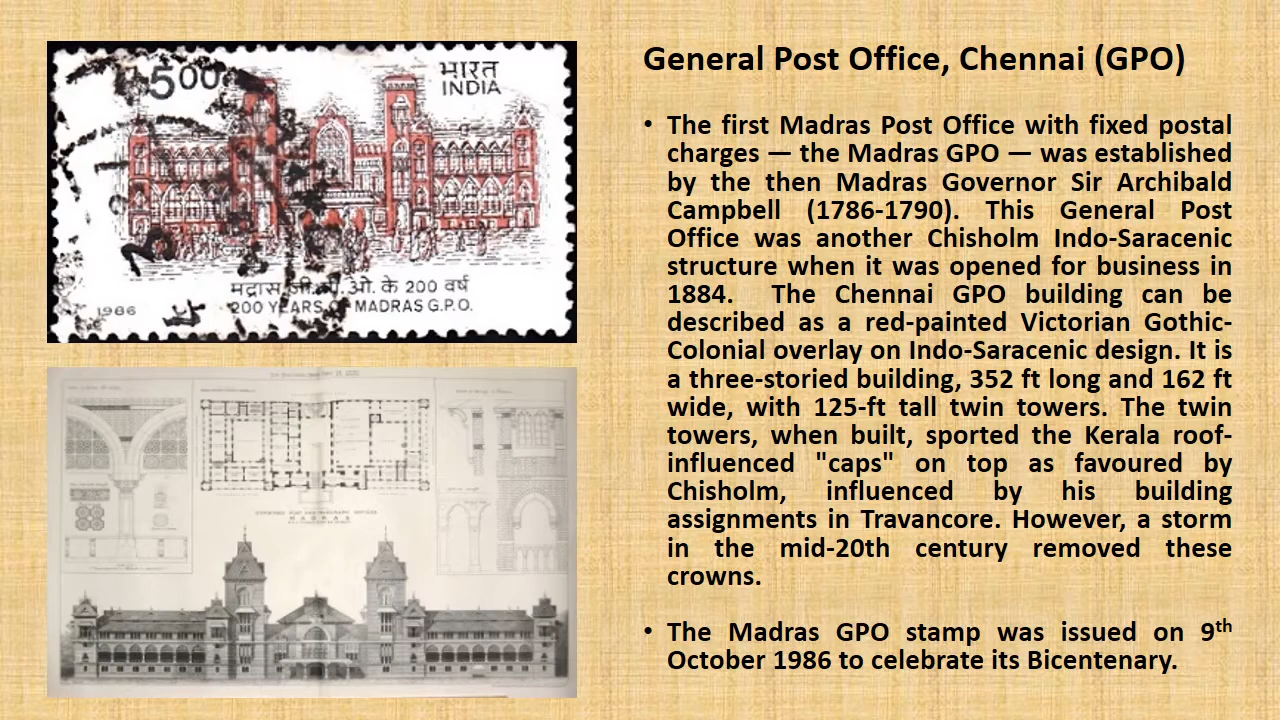 5.00
भारत
INDIA
मद्रास जी.पी.ओ. के 200 वर्ष
1986
200 YEARS OF MADRAS G.P.O.
MADRAS
General Post Office, Chennai (GPO)
• The first Madras Post Office with fixed postal
charges — the Madras GPO — was established
by the then Madras Governor Sir Archibald
Campbell (1786-1790). This General Post
Office was another Chisholm Indo-Saracenic
structure when it was opened for business in
1884. The Chennai GPO building can be
described as a red-painted Victorian Gothic-
Colonial overlay on Indo-Saracenic design. It is
a three-storied building, 352 ft long and 162 ft
wide, with 125-ft tall twin towers. The twin
towers, when built, sported the Kerala roof-
influenced "caps" on top as favoured by
Chisholm, influenced by his building
assignments in Travancore. However, a storm
in the mid-20th century removed these
crowns.
• The Madras GPO stamp was issued on 9th
October 1986 to celebrate its Bicentenary.